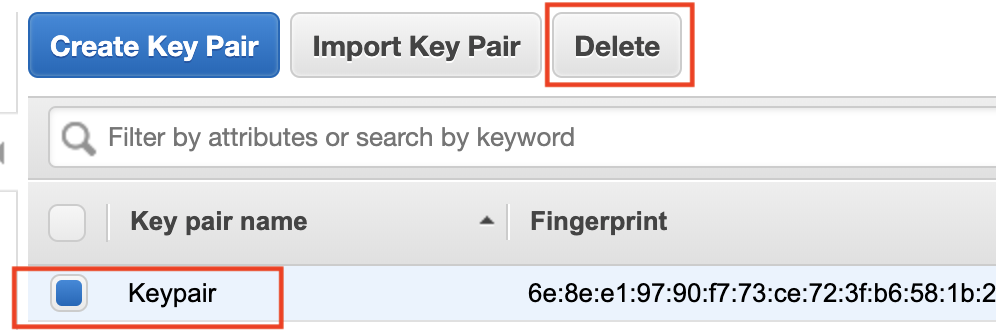 Create Key Pair Import Key Pair Delete
Filter by attributes or search by keyword
Key pair name Fingerprint
Keypair 6e:8e:e1:97:90:f7:73:ce:72:3f:b6:58:1b:2